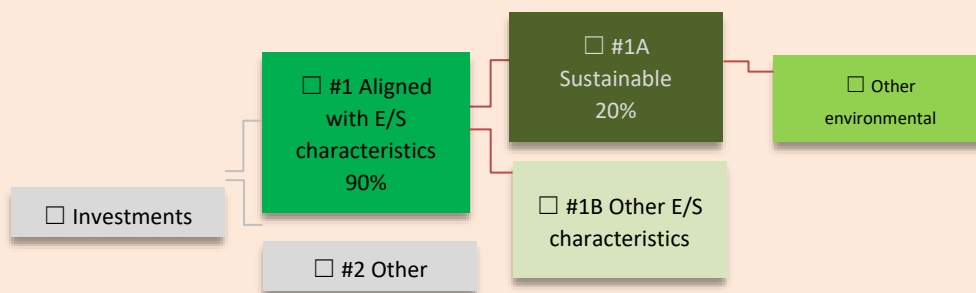 ☐ Investments
☐ #1 Aligned
with E/S
characteristics
90%
☐ #2 Other
☐ #1A
Sustainable
20%
☐ #1B Other E/S
characteristics
☐ Other
environmental